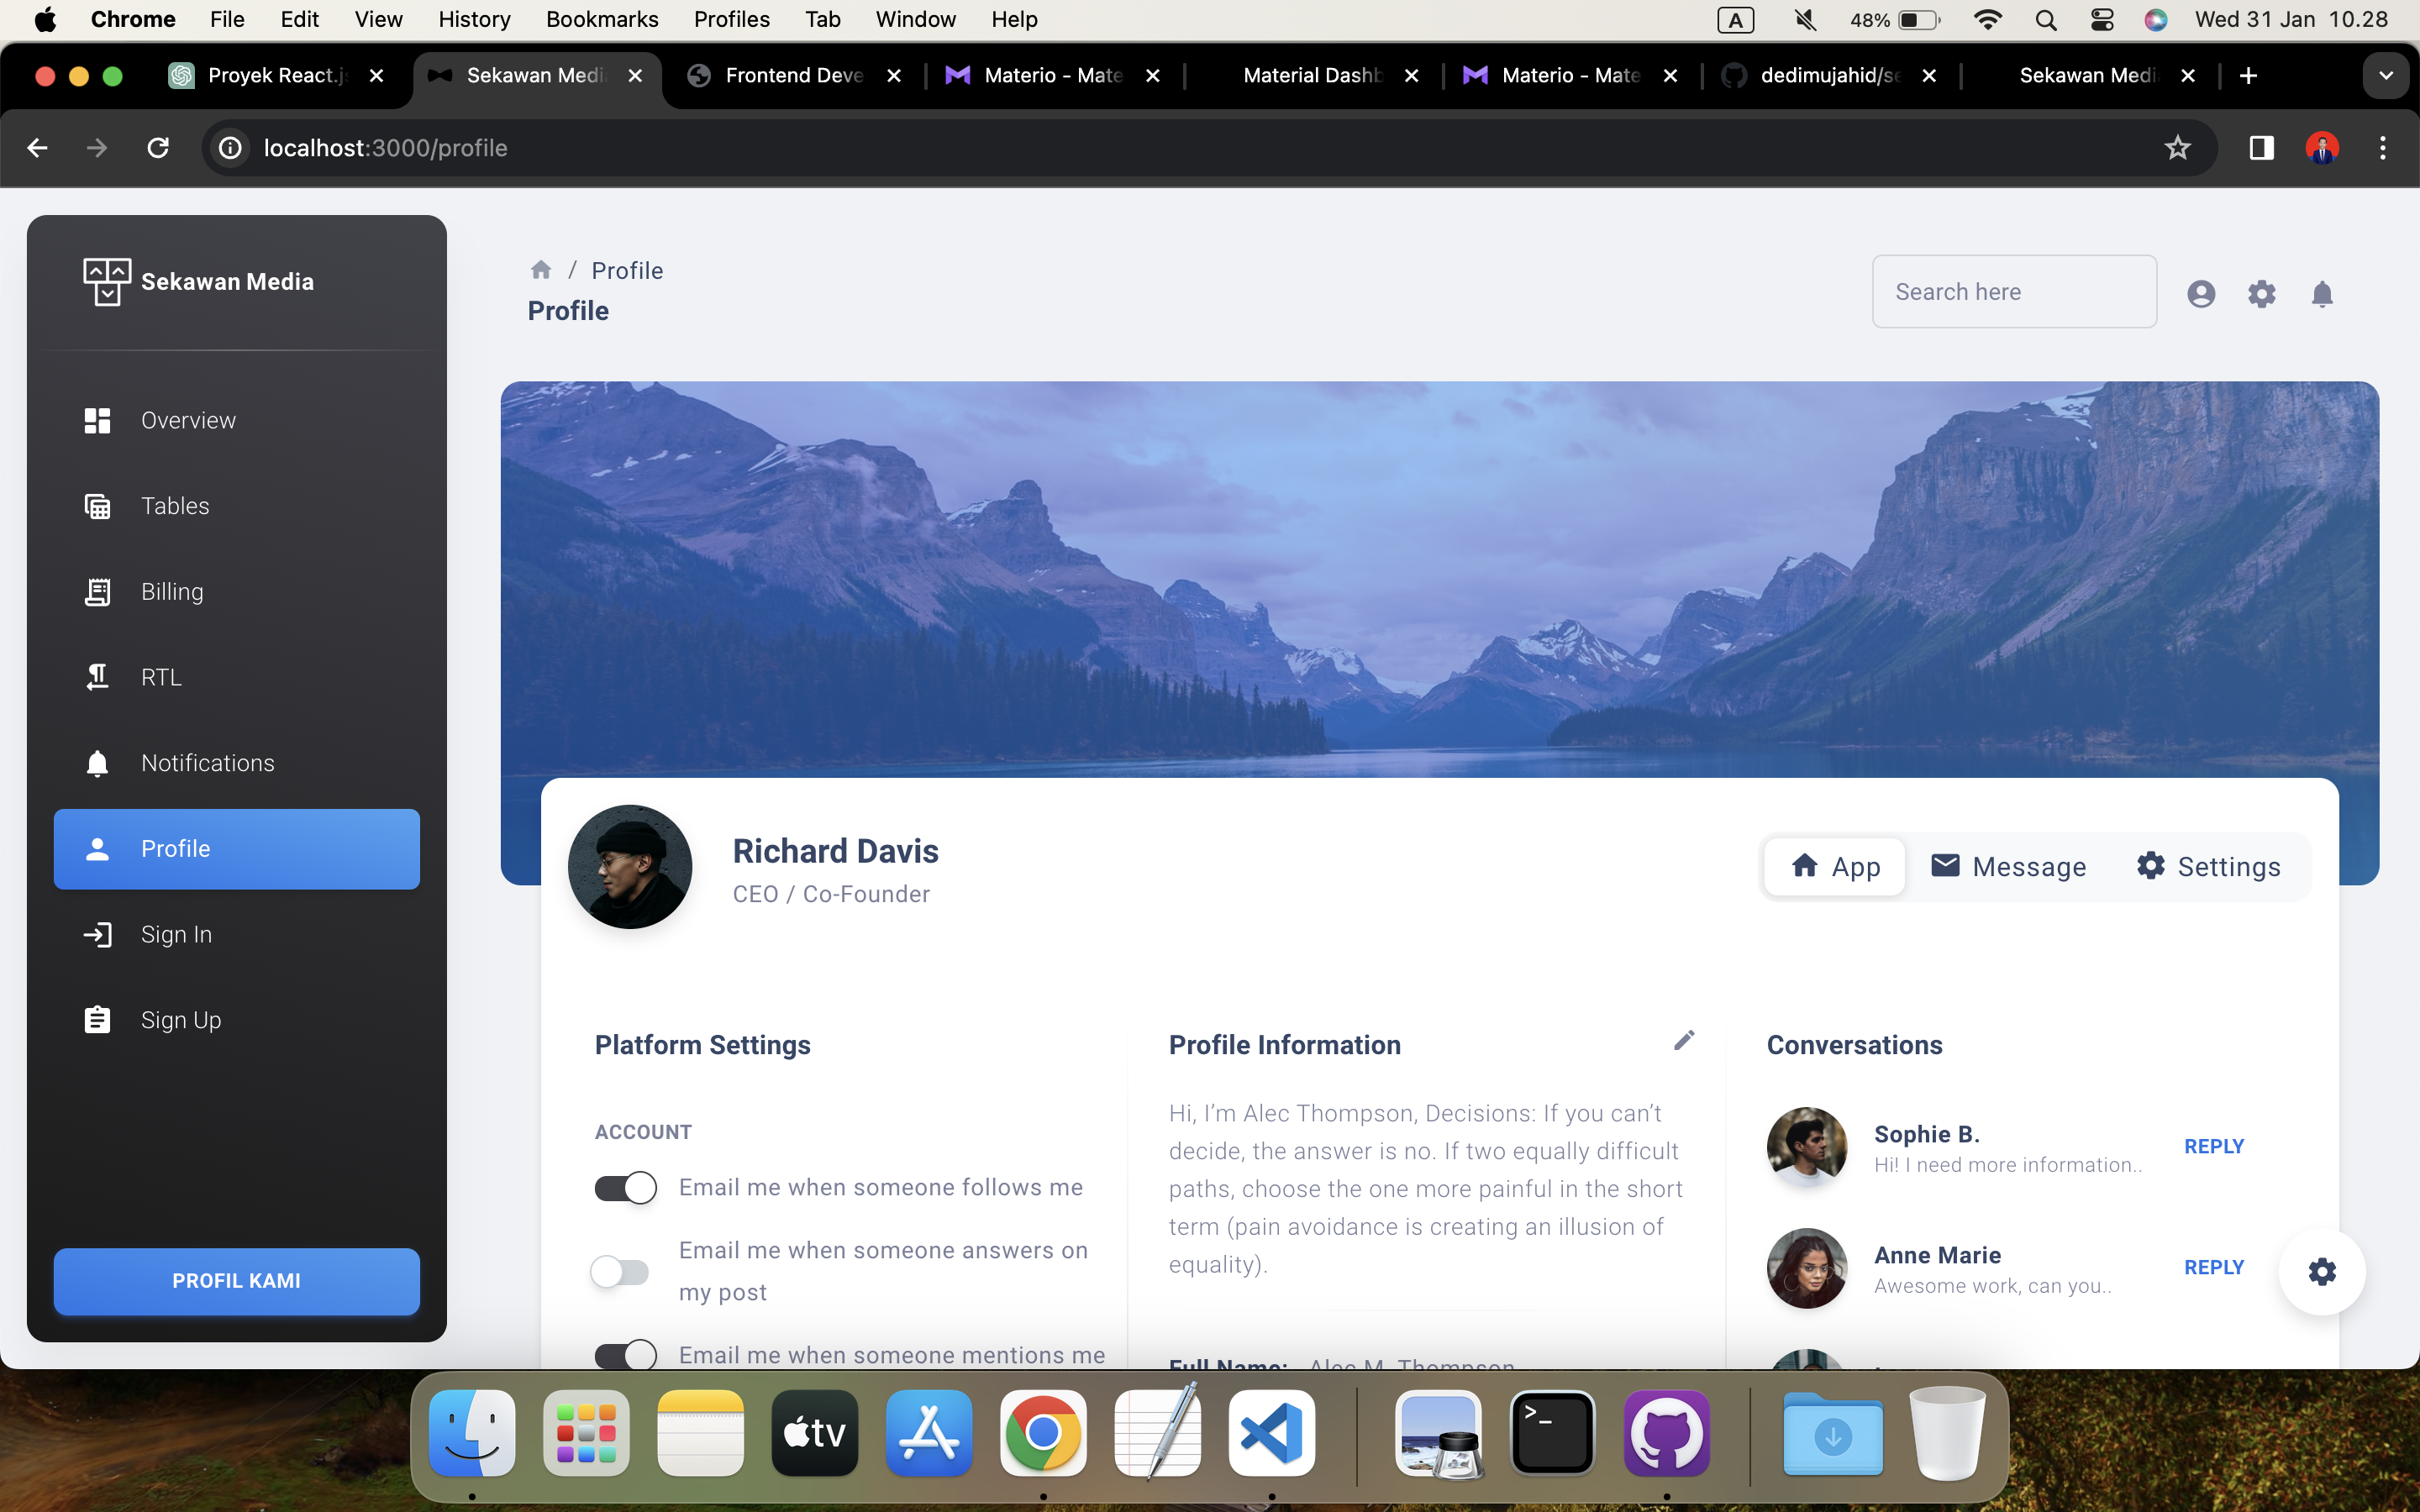 Chrome File Edit View History Bookmarks Profiles Tab Window Help
A 48% Wed 31 Jan 10.28
Proyek React.j
Sekawan Medi
Frontend Deve
Materio - Mate
Material Dashb
Materio - Mate
dedimujahid/se
Sekawan Medi
localhost:3000/profile
Sekawan Media
Overview
Tables
Billing
RTL
Notifications
Profile
Sign In
Sign Up
PROFIL KAMI
/ Profile
Profile
Search here
Richard Davis
CEO / Co-Founder
App
Message
Settings
Platform Settings
ACCOUNT
Email me when someone follows me
Email me when someone answers on
my post
Email me when someone mentions me
Profile Information
Hi, I’m Alec Thompson, Decisions: If you can’t
decide, the answer is no. If two equally difficult
paths, choose the one more painful in the short
term (pain avoidance is creating an illusion of
equality).
Full Name: Alec M. Thompson
Conversations
Sophie B.
Hi! I need more information..
REPLY
Anne Marie
Awesome work, can you..
REPLY
tv
>_